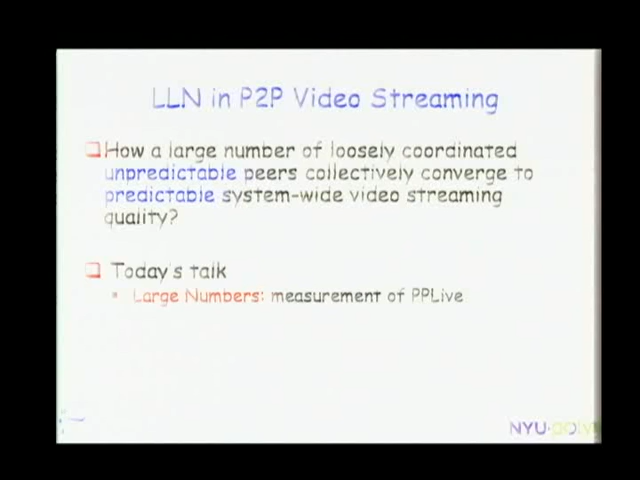 LLN in P2P Video Streaming
How a large number of loosely coordinated
unpredictable peers collectively converge to
predictable system-wide video streaming
quality?
Today's talk
Large Numbers: measurement of PPLive
NYU·poly